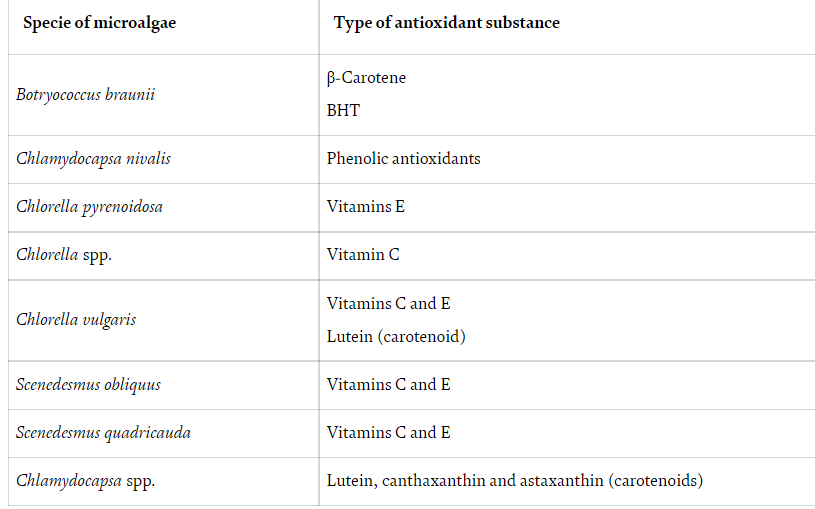 Specie of microalgae Type of antioxidant substance
Botryococcus braunii β-Carotene
BHT
Chlamydocapsa nivalis Phenolic antioxidants
Chlorella pyrenoidosa Vitamins E
Chlorella spp. Vitamin C
Chlorella vulgaris Vitamins C and E
Lutein (carotenoid)
Scenedesmus obliquus Vitamins C and E
Scenedesmus quadricauda Vitamins C and E
Chlamydocapsa spp. Lutein, canthaxanthin and astaxanthin (carotenoids)